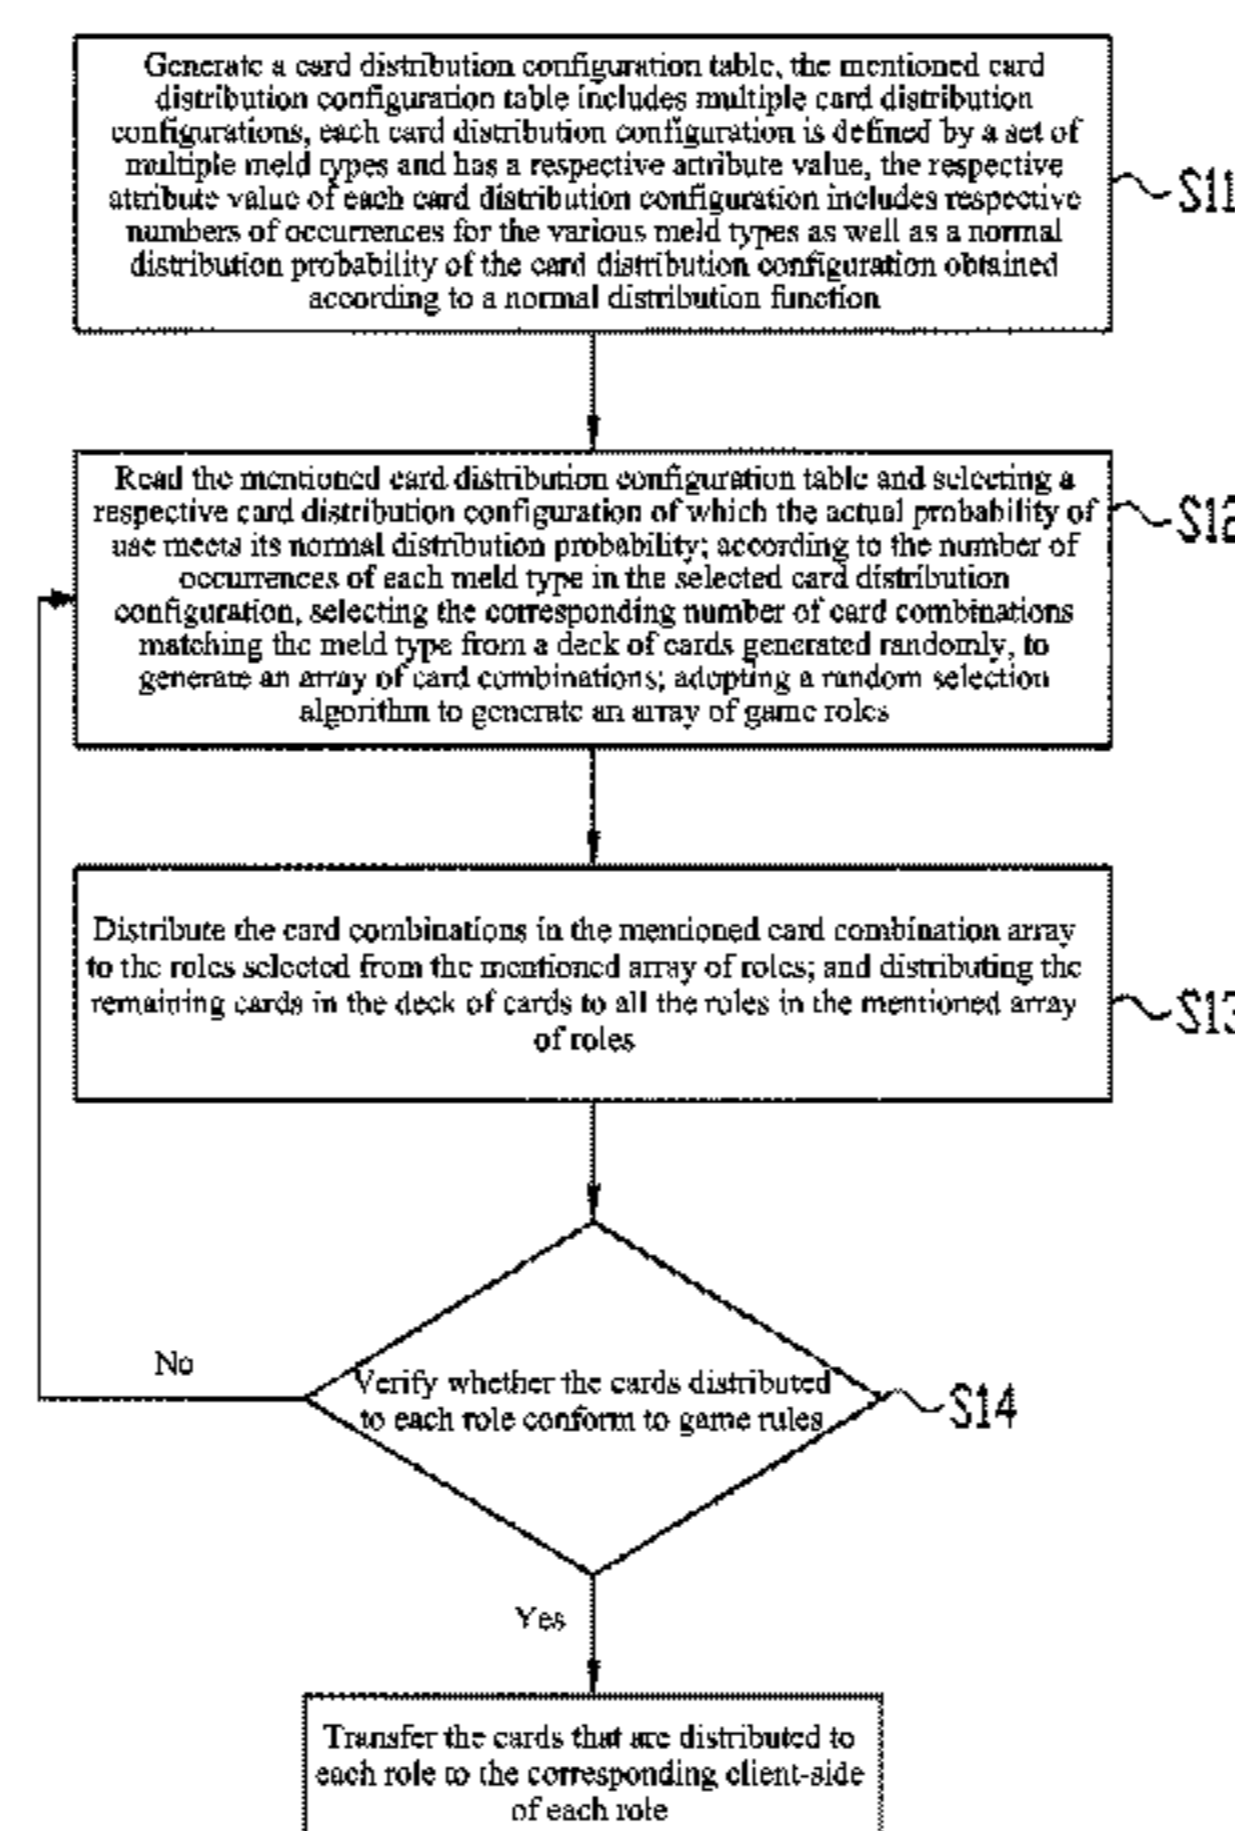 Generate a card distribution configuration table, the mentioned card
distribution configuration table includes multiple card distribution
configurations, each card distribution configuration is defined by a set of
multiple meld types and has a respective attribute value, the respective
attribute value of each card distribution configuration includes respective
numbers of occurrences for the various meld types as well as a normal
distribution probability of the card distribution configuration obtained
according to a normal distribution function
S11
Read the mentioned card distribution configuration table and selecting a
respective card distribution configuration of which the actual probability of
use meets its normal distribution probability; according to the number of
occurrences of each meld type in the selected card distribution
configuration, selecting the corresponding number of card combinations
matching the meld type from a deck of cards generated randomly, to
generate an array of card combinations; adopting a random selection
algorithm to generate an array of game roles
S12
Distribute the card combinations in the mentioned card combination array
to the roles selected from the mentioned array of roles; and distributing the
remaining cards in the deck of cards to all the roles in the mentioned array
of roles
S13
Verify whether the cards distributed
to each role conform to game rules
S14
No
Yes
Transfer the cards that are distributed to
each role to the corresponding client-side
of each role